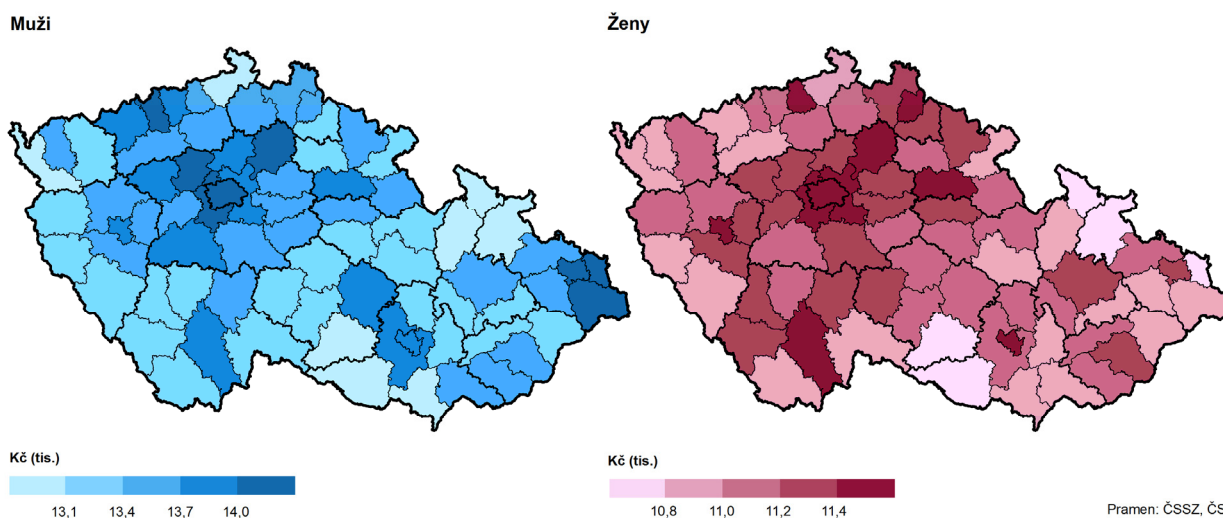 Muži
Ženy
Kč (tis.)
13,1 13,4 13,7 14,0
Kč (tis.)
10,8 11,0 11,2 11,4
Pramen: ČSSZ, ČS